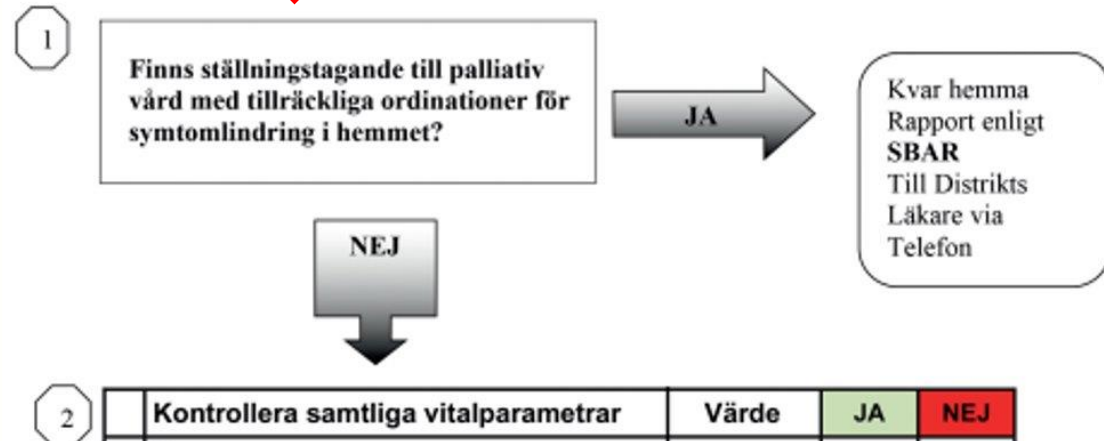 1
Finns ställningstagande till palliativ
vård med tillräckliga ordinationer för
symtomlindring i hemmet?
JA
Kvar hemma
Rapport enligt
SBAR
Till Distrikts
Läkare via
Telefon
NEJ
2
Kontrollera samtliga vitalparametrar Värde JA NEJ